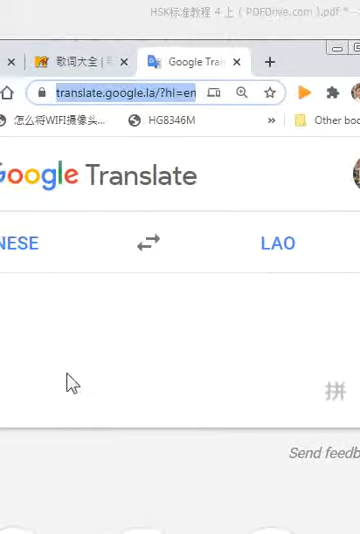 HSK标准教程 4 上 ( PDFDrive.com ).pdf *
歌词大全 |
Google Tran
translate.google.la/?hl=en
怎么将WIFI摄像头...
HG8346M
»
Other boo
Google Translate
NESE
LAO
拼
Send feedb